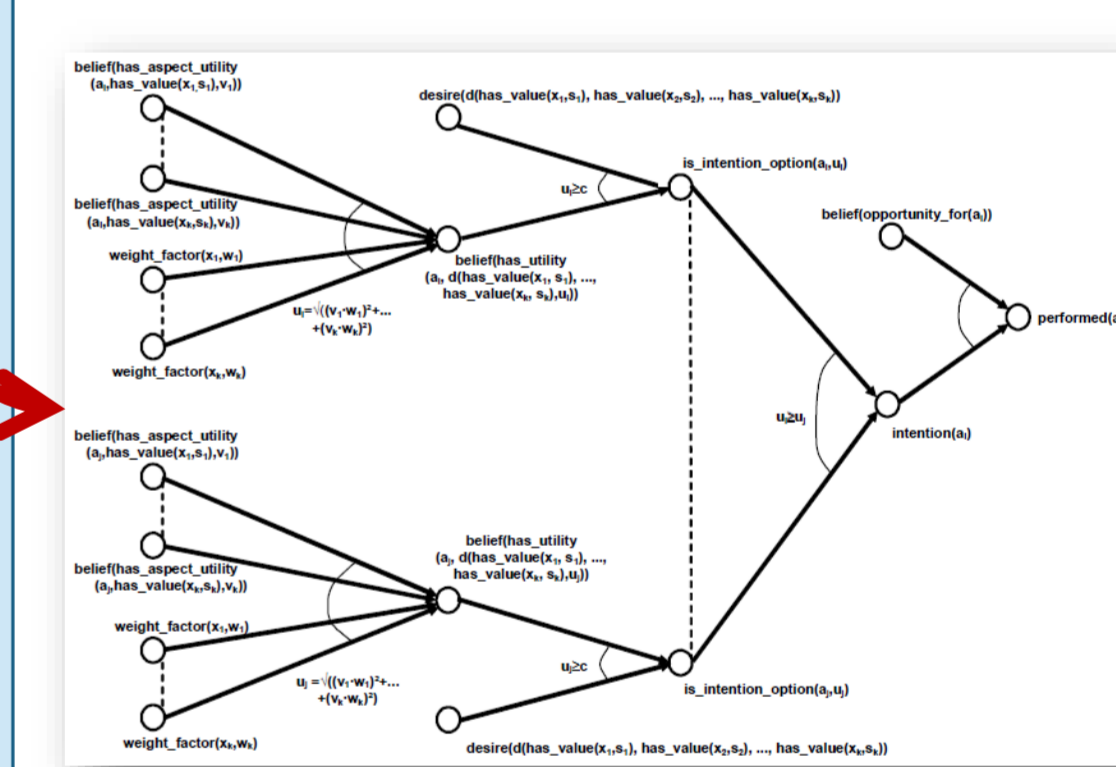 belief(has_aspect_utility
(aᵢ,has_value(x₁,s₁),v₁))
desire(d(has_value(x₁,s₁), has_value(x₂,s₂), ..., has_value(xₖ,sₖ))
is_intention_option(aᵢ,uᵢ)
uᵢ≥c
belief(has_aspect_utility
(aᵢ,has_value(xₖ,sₖ),vₖ))
belief(opportunity_for(aᵢ))
weight_factor(x₁,w₁)
belief(has_utility
(aᵢ, d(has_value(x₁, s₁), ...,
has_value(xₖ, sₖ),uᵢ))
uᵢ=√((v₁·w₁)²+...
+(vₖ·wₖ)²)
performed(a
weight_factor(xₖ,wₖ)
uᵢ≥uⱼ
intention(aᵢ)
belief(has_aspect_utility
(aⱼ,has_value(x₁,s₁),v₁))
belief(has_utility
(aⱼ, d(has_value(x₁, s₁), ...,
has_value(xₖ, sₖ),uⱼ))
belief(has_aspect_utility
(aⱼ,has_value(xₖ,sₖ),vₖ))
weight_factor(x₁,w₁)
uⱼ≥c
uⱼ =√((v₁·w₁)²+...
+(vₖ·wₖ)²)
is_intention_option(aⱼ,uⱼ)
weight_factor(xₖ,wₖ)
desire(d(has_value(x₁,s₁), has_value(x₂,s₂), ..., has_value(xₖ,sₖ))